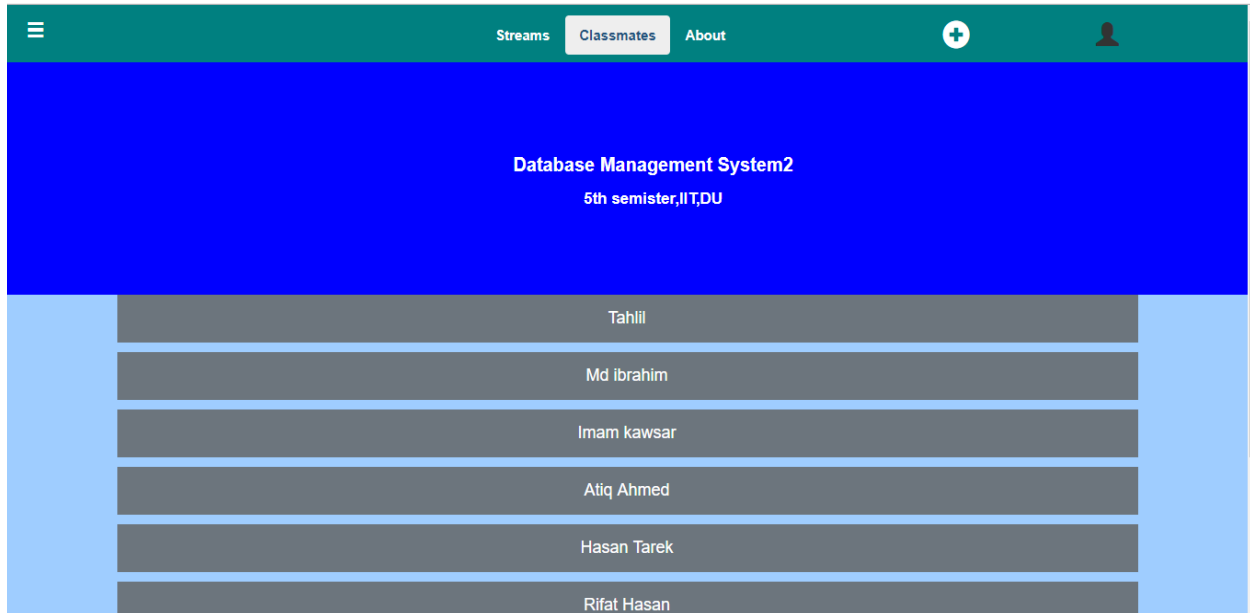 Streams Classmates About
Database Management System2
5th semister,IIT,DU
Tahlil
Md ibrahim
Imam kawsar
Atiq Ahmed
Hasan Tarek
Rifat Hasan